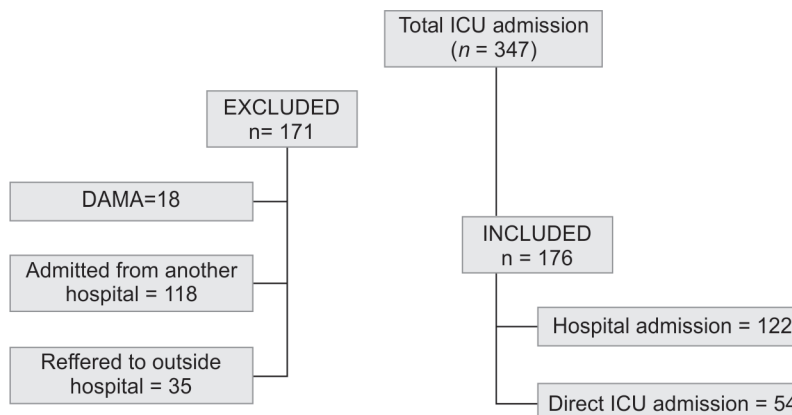 Total ICU admission
(n = 347)
EXCLUDED
n= 171
DAMA=18
Admitted from another
hospital = 118
Reffered to outside
hospital = 35
INCLUDED
n = 176
Hospital admission = 122
Direct ICU admission = 54